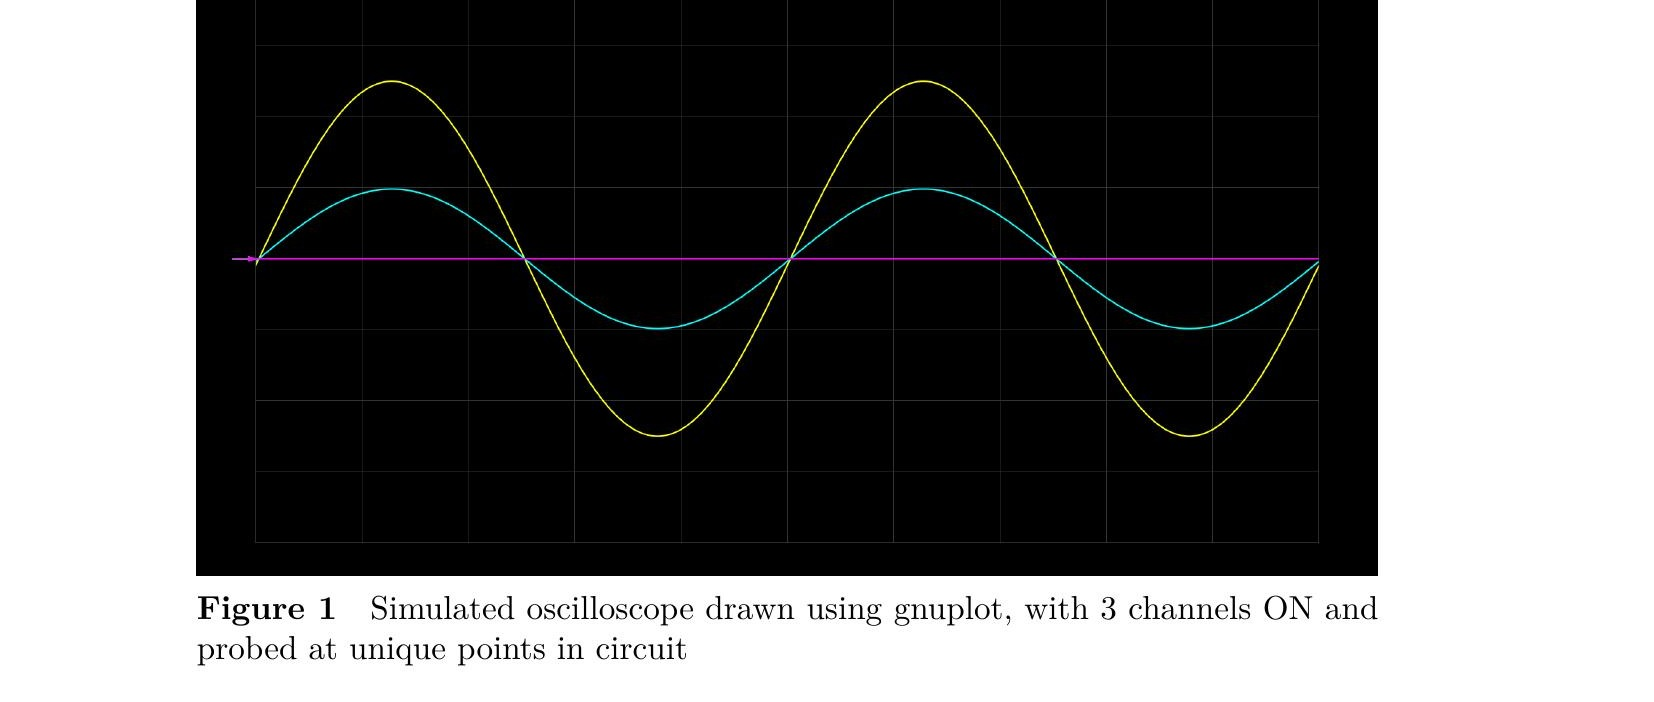 Figure 1 Simulated oscilloscope drawn using gnuplot, with 3 channels ON and
probed at unique points in circuit